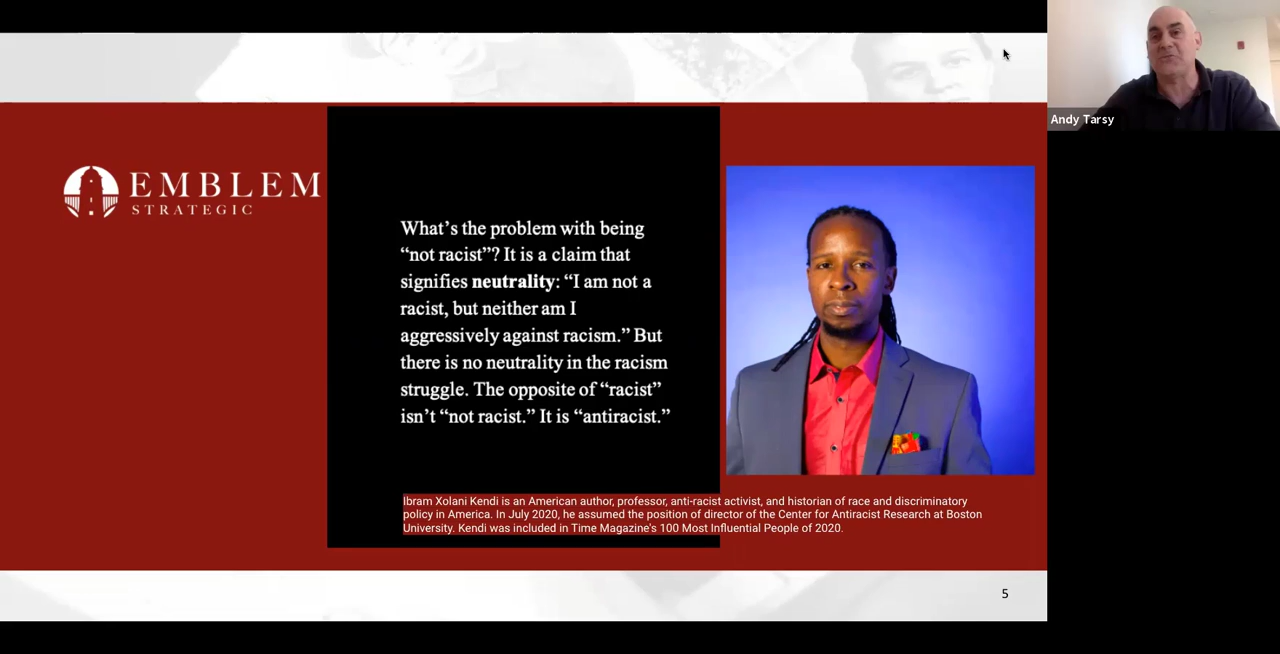 EMBLEM
STRATEGIC
What’s the problem with being
“not racist”? It is a claim that
signifies neutrality: “I am not a
racist, but neither am I
aggressively against racism.” But
there is no neutrality in the racism
struggle. The opposite of “racist”
isn’t “not racist.” It is “antiracist.”
Ibram Xolani Kendi is an American author, professor, anti-racist activist, and historian of race and discriminatory
policy in America. In July 2020, he assumed the position of director of the Center for Antiracist Research at Boston
University. Kendi was included in Time Magazine's 100 Most Influential People of 2020.
5
Andy Tarsy